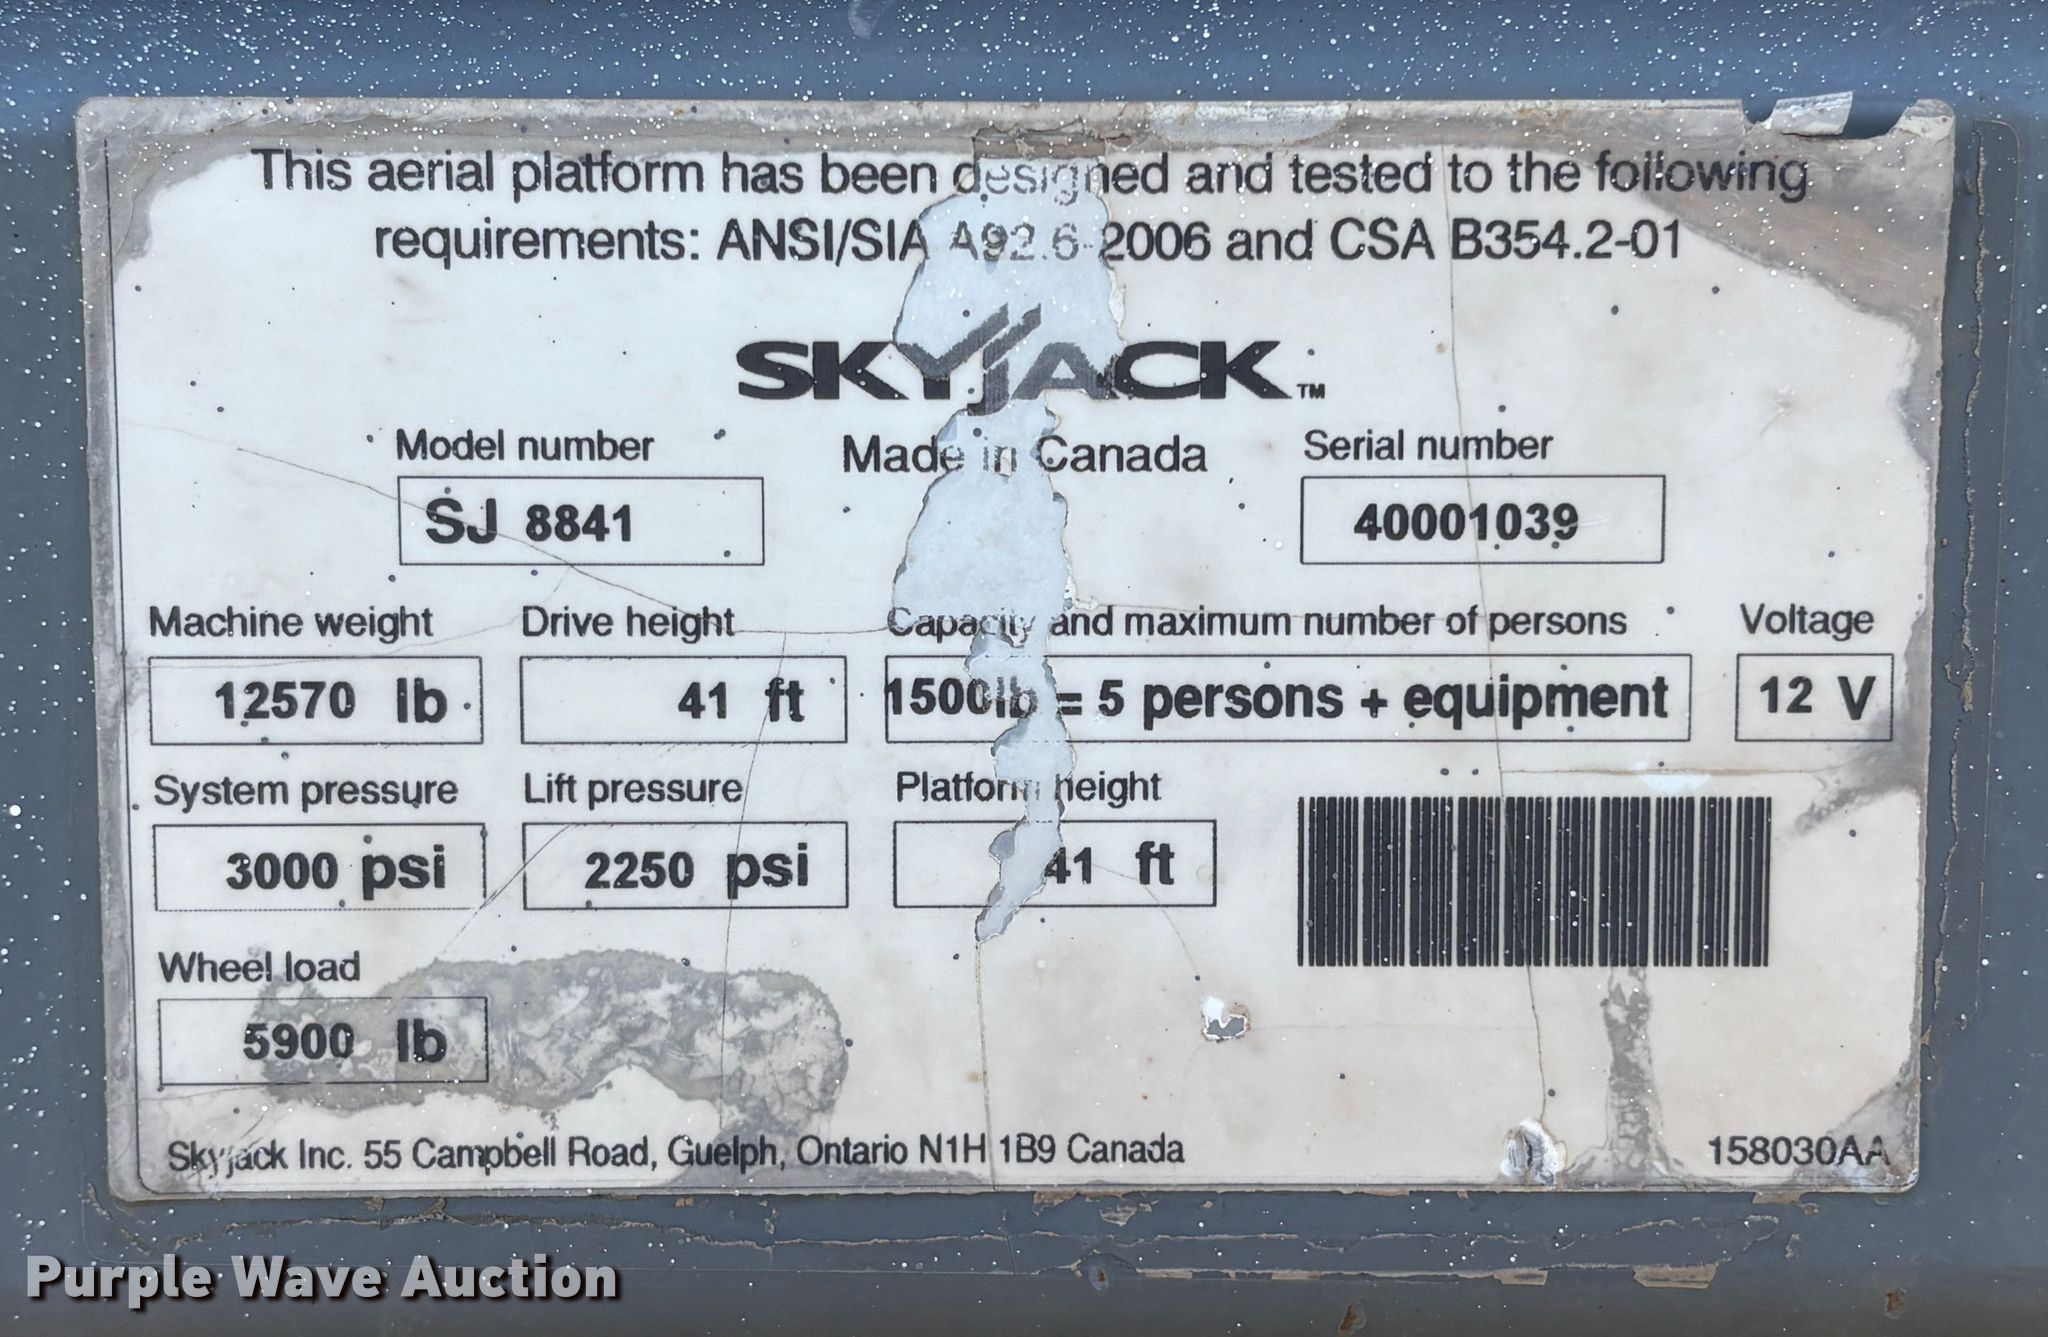 This aerial platform has been designed and tested to the following
requirements: ANSI/SIA A92.6-2006 and CSA B354.2-01
SKYJACK™
Model number
Made in Canada
Serial number
SJ 8841
40001039
Machine weight
Drive height
Capacity and maximum number of persons
Voltage
12570 lb
41 ft
1500lb = 5 persons + equipment
12 V
System pressure
Lift pressure
Platform height
3000 psi
2250 psi
41 ft
Wheel load
5900 lb
Skyjack Inc. 55 Campbell Road, Guelph, Ontario N1H 1B9 Canada
158030AA
Purple Wave Auction